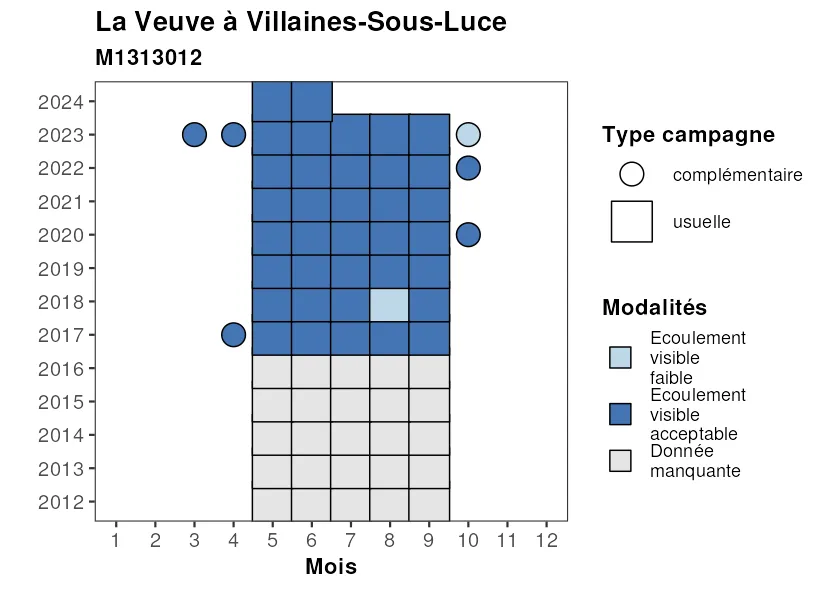 La Veuve à Villaines-Sous-Luce
M1313012
2024
2023
2022
2021
2020
2019
2018
2017
2016
2015
2014
2013
2012
1 2 3 4 5 6 7 8 9 10 11 12
Mois
Type campagne
complémentaire
usuelle
Modalités
Ecoulement
visible
faible
Ecoulement
visible
acceptable
Donnée
manquante